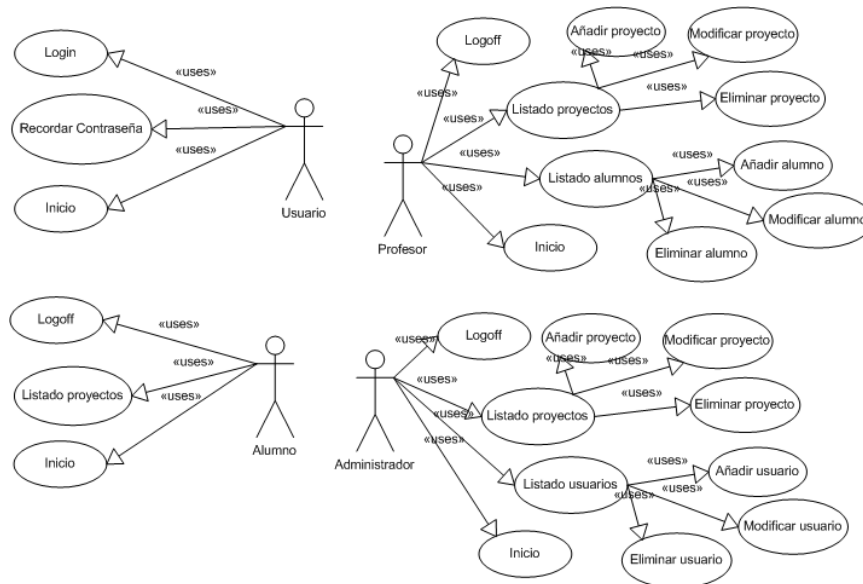 Login
«uses»
Recordar Contraseña
«uses»
«uses»
Inicio
Usuario
Logoff
«uses»
Añadir proyecto
«uses»
Modificar proyecto
«uses»
Listado proyectos
«uses»
«uses»
Eliminar proyecto
Profesor
«uses»
Listado alumnos
«uses»
«uses»
Añadir alumno
«uses»
Modificar alumno
«uses»
Inicio
Eliminar alumno
Logoff
«uses»
Listado proyectos
«uses»
«uses»
Inicio
Alumno
Logoff
«uses»
Añadir proyecto
«uses»
Modificar proyecto
«uses»
«uses»
Listado proyectos
«uses»
Eliminar proyecto
Administrador
«uses»
«uses»
Listado usuarios
«uses»
Añadir usuario
«uses»
«uses»
Modificar usuario
Inicio
Eliminar usuario